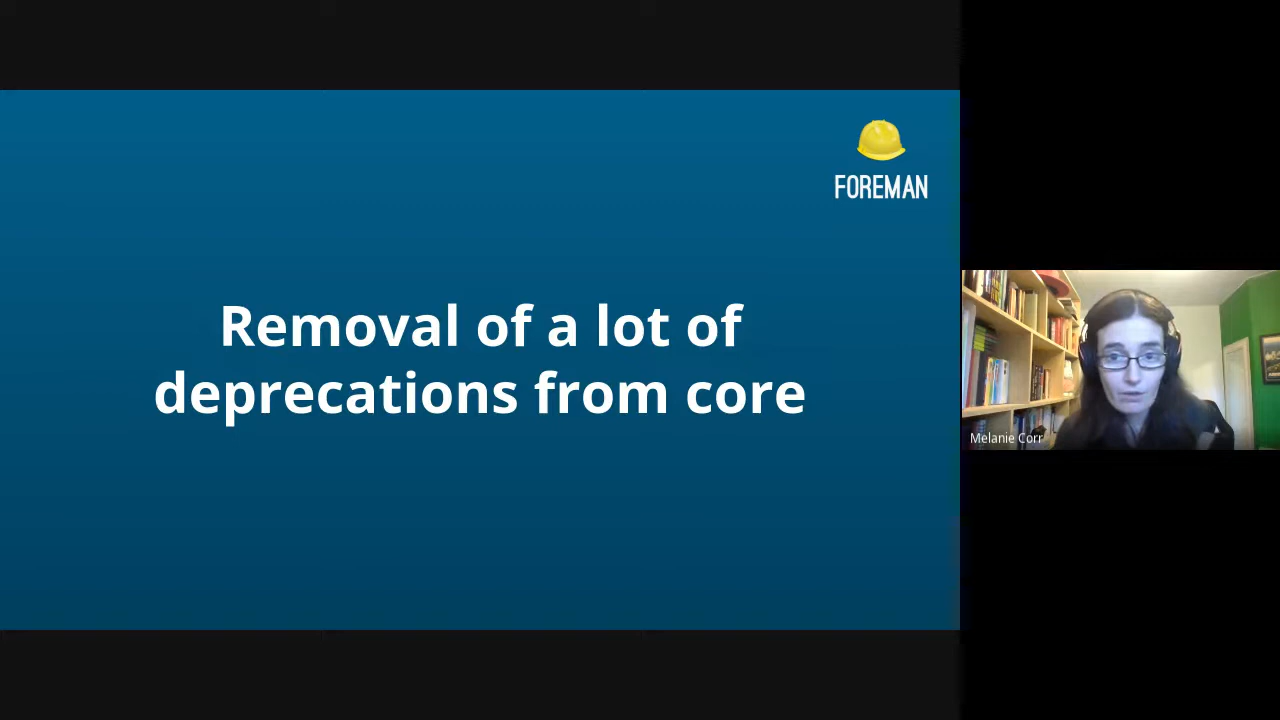 FOREMAN
Removal of a lot of
deprecations from core
Melanie Corr